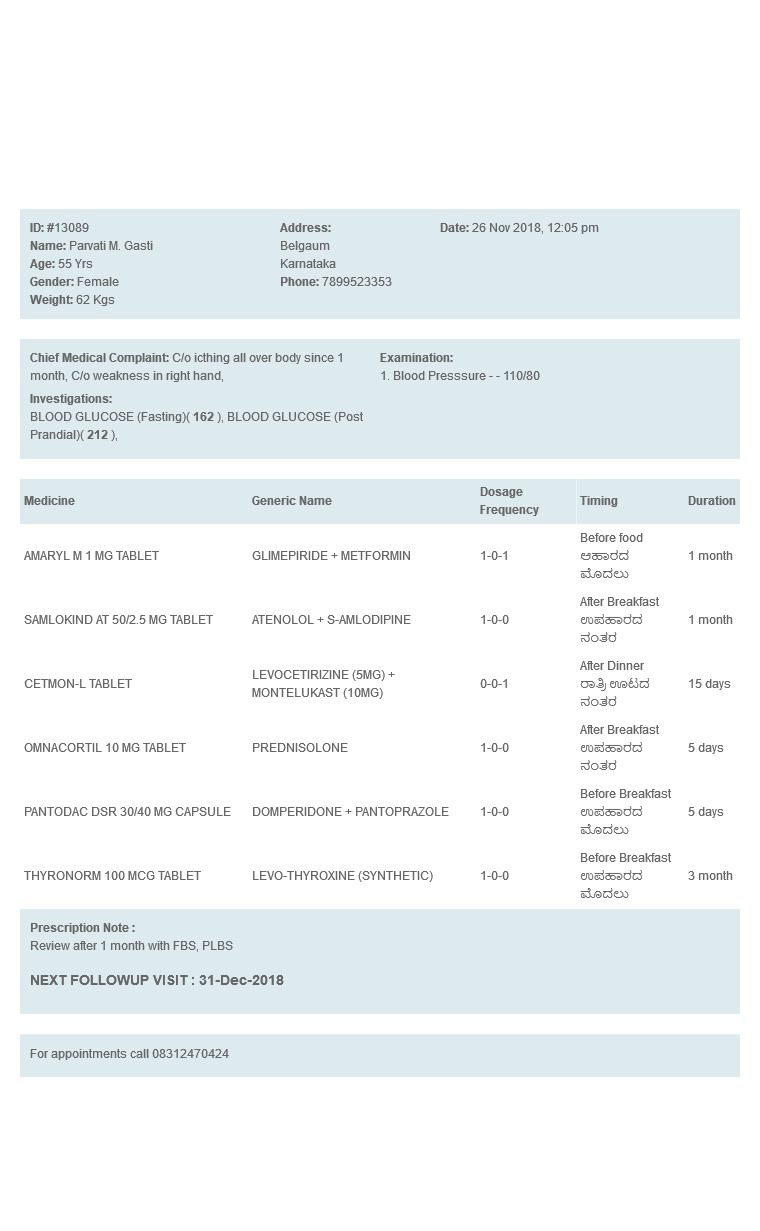 ID: #13089
Name: Parvati M. Gasti
Age: 55 Yrs
Gender: Female
Weight: 62 Kgs
Address:
Belgaum
Karnataka
Phone: 7899523353
Date: 26 Nov 2018, 12:05 pm
Chief Medical Complaint: C/o icthing all over body since 1
month, C/o weakness in right hand,
Investigations:
BLOOD GLUCOSE (Fasting)( 162 ), BLOOD GLUCOSE (Post
Prandial)( 212 ),
Examination:
1. Blood Presssure - - 110/80
Medicine Generic Name Dosage Frequency Timing Duration
AMARYL M 1 MG TABLET GLIMEPIRIDE + METFORMIN 1-0-1 Before food ಆಹಾರದ ಮೊದಲು 1 month
SAMLOKIND AT 50/2.5 MG TABLET ATENOLOL + S-AMLODIPINE 1-0-0 After Breakfast ಉಪಹಾರದ ನಂತರ 1 month
CETMON-L TABLET LEVOCETIRIZINE (5MG) + MONTELUKAST (10MG) 0-0-1 After Dinner ರಾತ್ರಿ ಊಟದ ನಂತರ 15 days
OMNACORTIL 10 MG TABLET PREDNISOLONE 1-0-0 After Breakfast ಉಪಹಾರದ ನಂತರ 5 days
PANTODAC DSR 30/40 MG CAPSULE DOMPERIDONE + PANTOPRAZOLE 1-0-0 Before Breakfast ಉಪಹಾರದ ಮೊದಲು 5 days
THYRONORM 100 MCG TABLET LEVO-THYROXINE (SYNTHETIC) 1-0-0 Before Breakfast ಉಪಹಾರದ ಮೊದಲು 3 month
Prescription Note :
Review after 1 month with FBS, PLBS
NEXT FOLLOWUP VISIT : 31-Dec-2018
For appointments call 08312470424